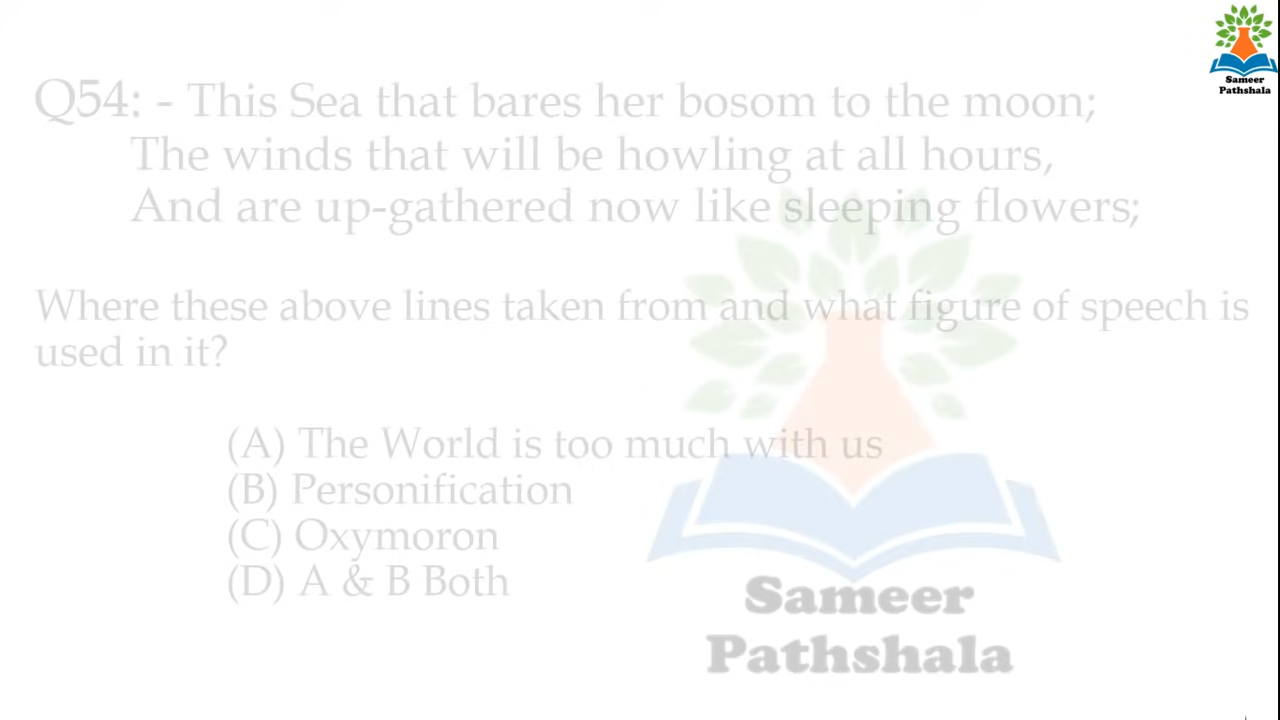 Sameer
Pathshala
Q54: - This Sea that bares her bosom to the moon;
The winds that will be howling at all hours,
And are up-gathered now like sleeping flowers;
Where these above lines taken from and what figure of speech is
used in it?
(A) The World is too much with us
(B) Personification
(C) Oxymoron
(D) A & B Both
Sameer
Pathshala